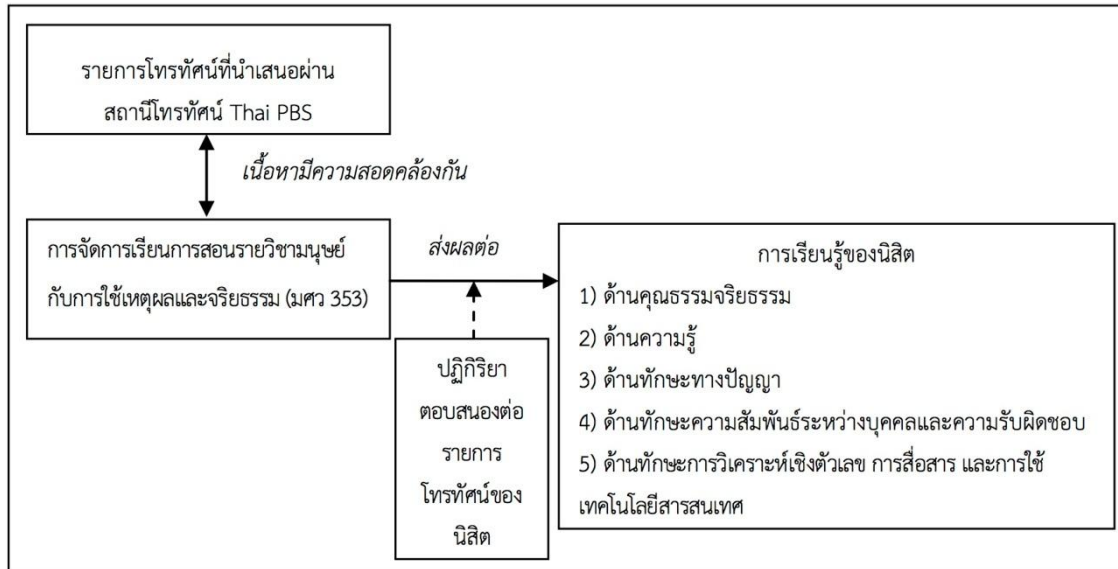 รายการโทรทัศน์ที่นำเสนอผ่าน
สถานีโทรทัศน์ Thai PBS
เนื้อหามีความสอดคล้องกัน
การจัดการเรียนการสอนรายวิชามนุษย์
กับการใช้เหตุผลและจริยธรรม (มศว 353)
ส่งผลต่อ
ปฏิกิริยา
ตอบสนองต่อ
รายการ
โทรทัศน์ของ
นิสิต
การเรียนรู้ของนิสิต
1) ด้านคุณธรรมจริยธรรม
2) ด้านความรู้
3) ด้านทักษะทางปัญญา
4) ด้านทักษะความสัมพันธ์ระหว่างบุคคลและความรับผิดชอบ
5) ด้านทักษะการวิเคราะห์เชิงตัวเลข การสื่อสาร และการใช้
เทคโนโลยีสารสนเทศ